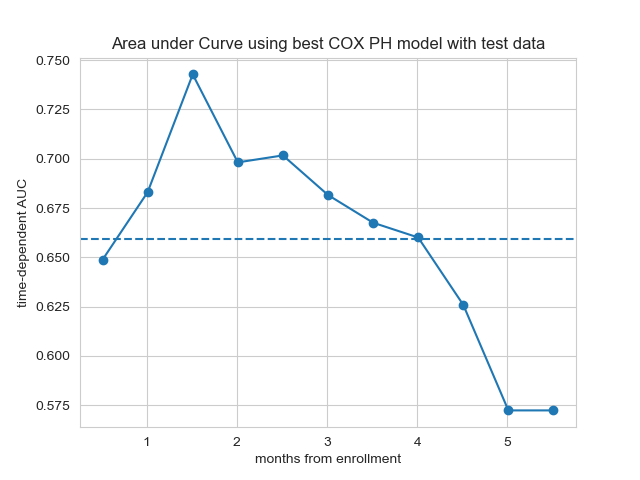 Area under Curve using best COX PH model with test data
0.750
0.725
0.700
0.675
0.650
0.625
0.600
0.575
time-dependent AUC
1 2 3 4 5
months from enrollment